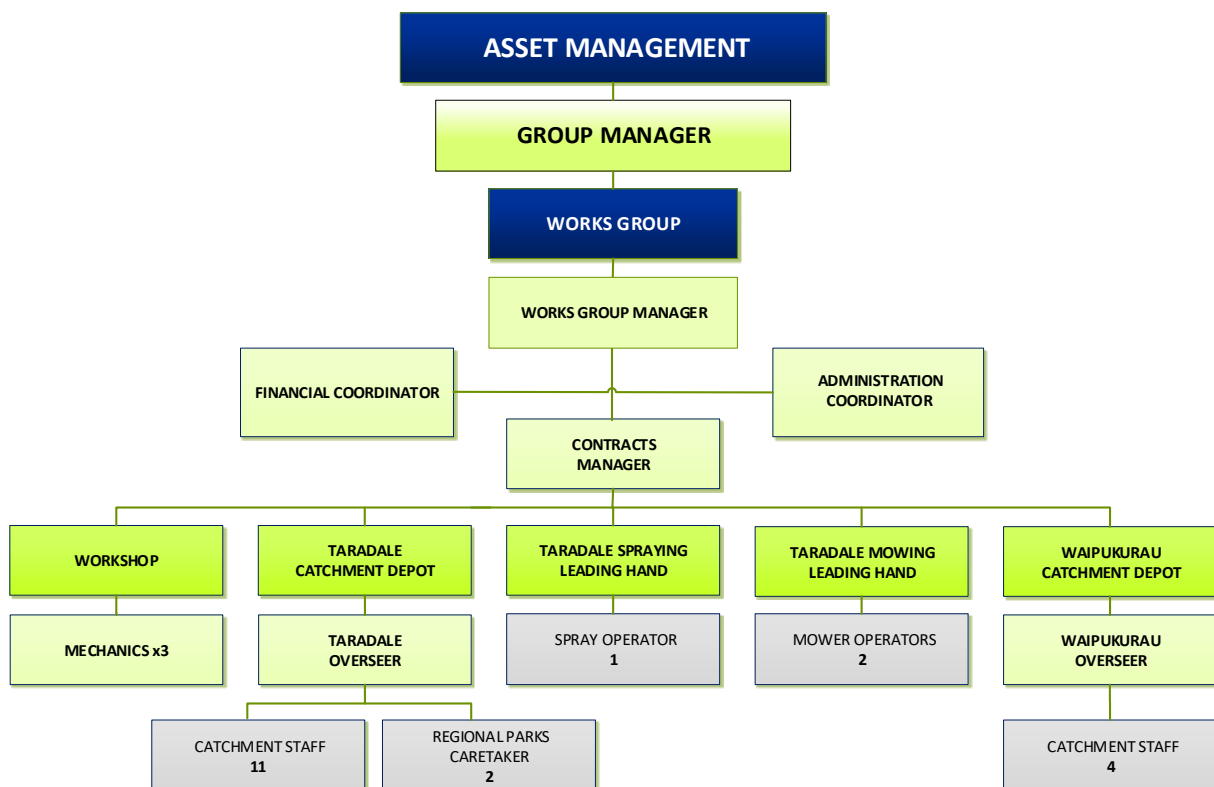 ASSET MANAGEMENT
GROUP MANAGER
WORKS GROUP
WORKS GROUP MANAGER
FINANCIAL COORDINATOR
ADMINISTRATION
COORDINATOR
CONTRACTS
MANAGER
WORKSHOP
TARADALE
CATCHMENT DEPOT
TARADALE SPRAYING
LEADING HAND
TARADALE MOWING
LEADING HAND
WAIPUKURAU
CATCHMENT DEPOT
MECHANICS x3
TARADALE
OVERSEER
SPRAY OPERATOR
1
MOWER OPERATORS
2
WAIPUKURAU
OVERSEER
CATCHMENT STAFF
11
REGIONAL PARKS
CARETAKER
2
CATCHMENT STAFF
4